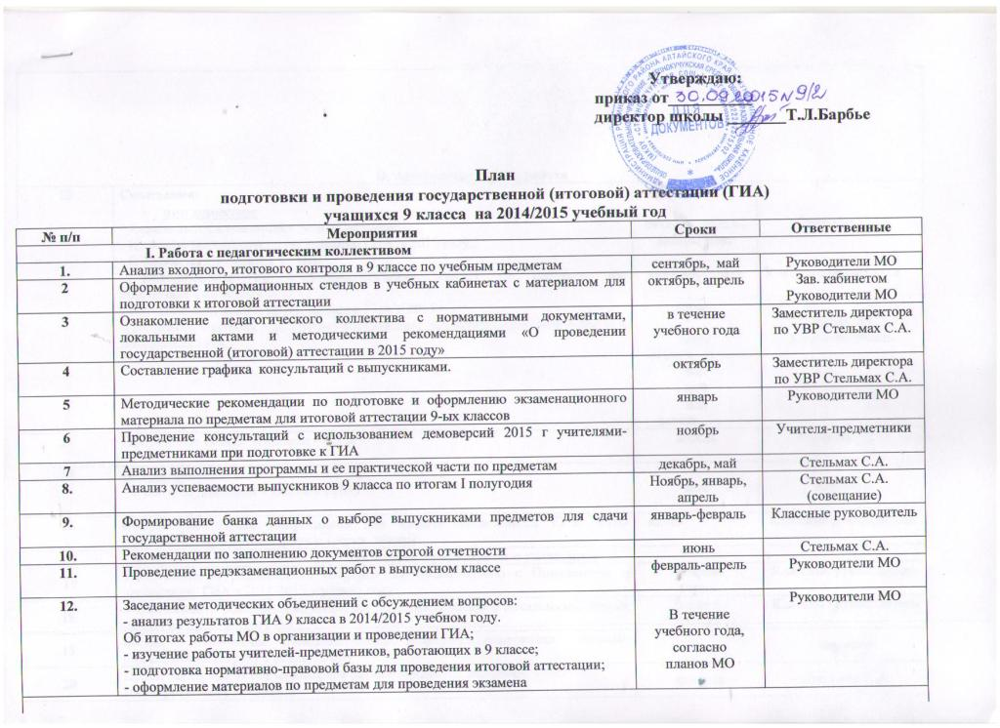 Утверждаю:
приказ от 30.09.2015 № 9/2
директор школы Т.Л.Барбье
ДЛЯ
ДОКУМЕНТОВ
План
подготовки и проведения государственной (итоговой) аттестации (ГИА)
учащихся 9 класса на 2014/2015 учебный год
№ п/п Мероприятия Сроки Ответственные
I. Работа с педагогическим коллективом
1. Анализ входного, итогового контроля в 9 классе по учебным предметам сентябрь, май Руководители МО
2 Оформление информационных стендов в учебных кабинетах с материалом для октябрь, апрель Зав. кабинетом
подготовки к итоговой аттестации Руководители МО
3 Ознакомление педагогического коллектива с нормативными документами, в течение Заместитель директора
локальными актами и методическими рекомендациями «О проведении учебного года по УВР Стельмах С.А.
государственной (итоговой) аттестации в 2015 году»
4 Составление графика консультаций с выпускниками. октябрь Заместитель директора
по УВР Стельмах С.А.
5 Методические рекомендации по подготовке и оформлению экзаменационного январь Руководители МО
материала по предметам для итоговой аттестации 9-ых классов
6 Проведение консультаций с использованием демоверсий 2015 г учителями- ноябрь Учителя-предметники
предметниками при подготовке к ГИА
7 Анализ выполнения программы и ее практической части по предметам декабрь, май Стельмах С.А.
8. Анализ успеваемости выпускников 9 класса по итогам I полугодия Ноябрь, январь, Стельмах С.А.
апрель (совещание)
9. Формирование банка данных о выборе выпускниками предметов для сдачи январь-февраль Классные руководитель
государственной аттестации
10. Рекомендации по заполнению документов строгой отчетности июнь Стельмах С.А.
11. Проведение предэкзаменационных работ в выпускном классе февраль-апрель Руководители МО
12. Заседание методических объединений с обсуждением вопросов: Руководители МО
- анализ результатов ГИА 9 класса в 2014/2015 учебном году. В течение
Об итогах работы МО в организации и проведении ГИА; учебного года,
- изучение работы учителей-предметников, работающих в 9 классе; согласно
- подготовка нормативно-правовой базы для проведения итоговой аттестации; планов МО
- оформление материалов по предметам для проведения экзамена